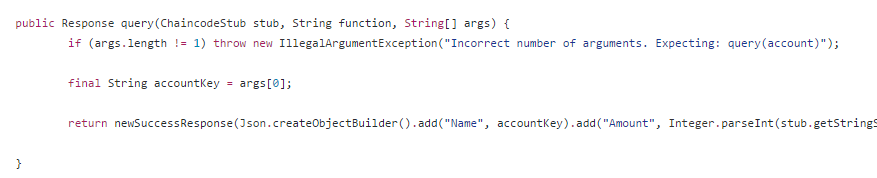 public Response query(ChaincodeStub stub, String function, String[] args) {
if (args.length != 1) throw new IllegalArgumentException("Incorrect number of arguments. Expecting: query(account)");
final String accountKey = args[0];
return newSuccessResponse(Json.createObjectBuilder().add("Name", accountKey).add("Amount", Integer.parseInt(stub.getStringS
}